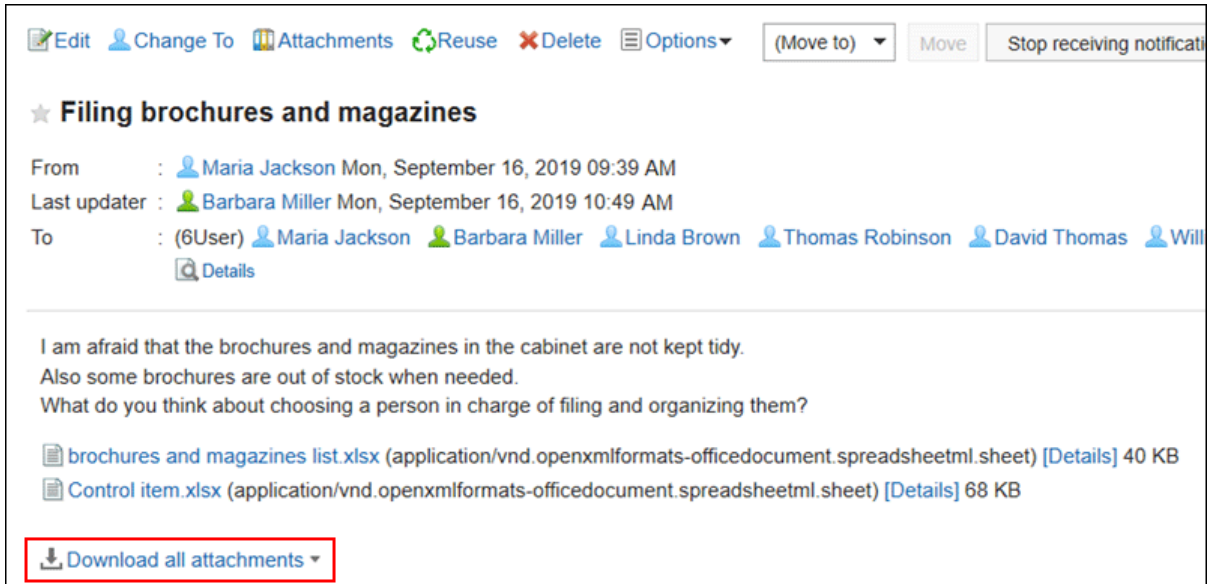 Edit Change To Attachments Reuse Delete Options (Move to) Move Stop receiving
Filing brochures and magazines
From : Maria Jackson Mon, September 16, 2019 09:39 AM
Last updater : Barbara Miller Mon, September 16, 2019 10:49 AM
To : (6User) Maria Jackson Barbara Miller Linda Brown Thomas Robinson David Thomas
Details
I am afraid that the brochures and magazines in the cabinet are not kept tidy.
Also some brochures are out of stock when needed.
What do you think about choosing a person in charge of filing and organizing them?
brochures and magazines list.xlsx (application/vnd.openxmlformats-officedocument.spreadsheetml.sheet) [Details] 40 KB
Control item.xlsx (application/vnd.openxmlformats-officedocument.spreadsheetml.sheet) [Details] 68 KB
Download all attachments